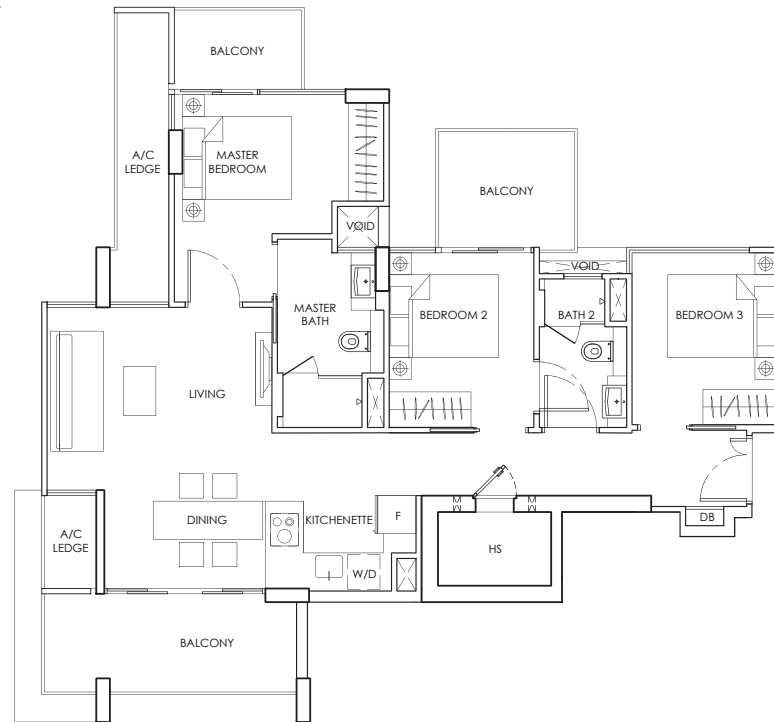 BALCONY
A/C
LEDGE
MASTER
BEDROOM
BALCONY
VOID
VOID
MASTER
BATH
BEDROOM 2
BATH 2
BEDROOM 3
LIVING
DINING
KITCHENETTE
F
DB
A/C
LEDGE
HS
W/D
BALCONY